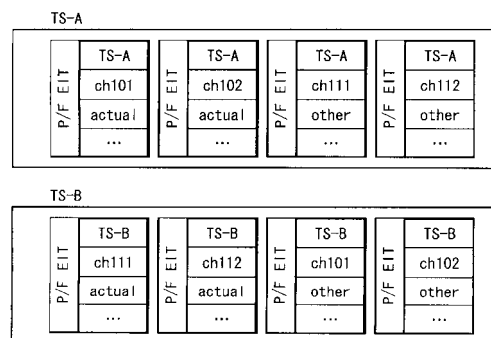 TS-A
P/F EIT TS-A P/F EIT TS-A P/F EIT TS-A P/F EIT TS-A
ch101 ch102 ch111 ch112
actual actual other other
... ... ... ...
TS-B
P/F EIT TS-B P/F EIT TS-B P/F EIT TS-B P/F EIT TS-B
ch111 ch112 ch101 ch102
actual actual other other
... ... ... ...